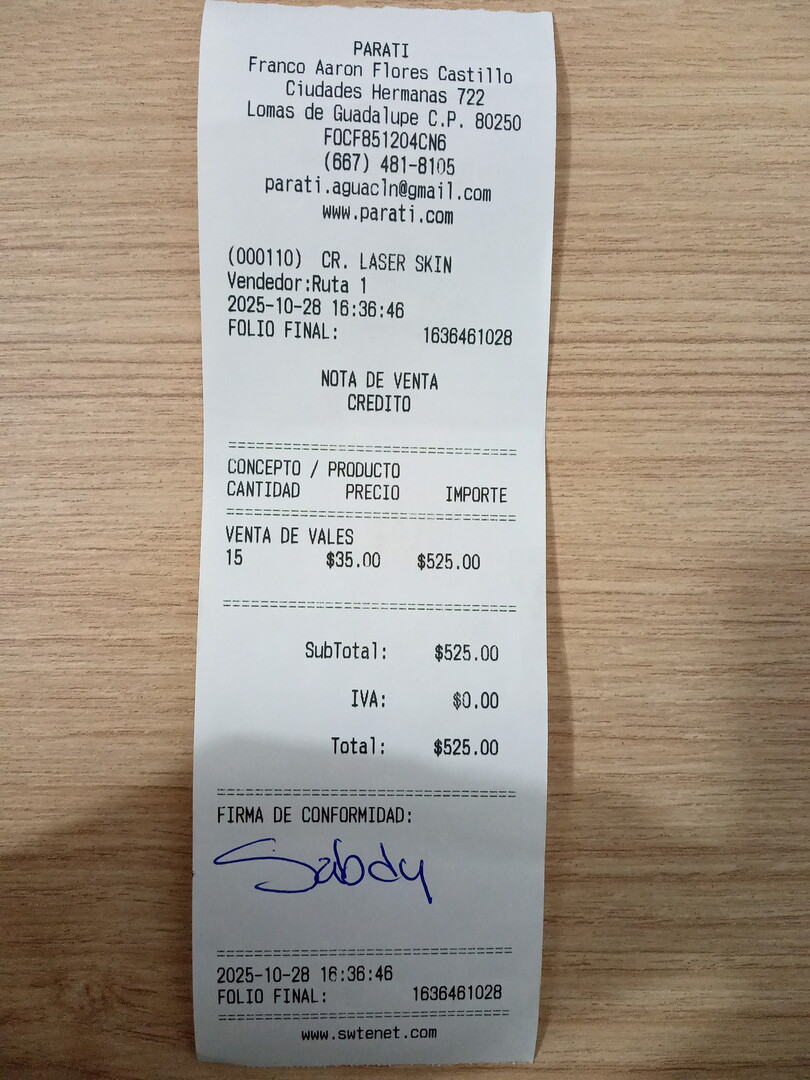 PARATI
Franco Aaron Flores Castillo
Ciudades Hermanas 722
Lomas de Guadalupe C.P. 80250
FOCF851204CN6
(667) 481-8105
parati.aguacln@gmail.com
www.parati.com
(000110) CR. LASER SKIN
Vendedor:Ruta 1
2025-10-28 16:36:46
FOLIO FINAL: 1636461028
NOTA DE VENTA
CREDITO
CONCEPTO / PRODUCTO
CANTIDAD PRECIO IMPORTE
VENTA DE VALES
15 $35.00 $525.00
SubTotal: $525.00
IVA: $0.00
Total: $525.00
FIRMA DE CONFORMIDAD:
Sabdy
2025-10-28 16:36:46
FOLIO FINAL: 1636461028
www.swtenet.com